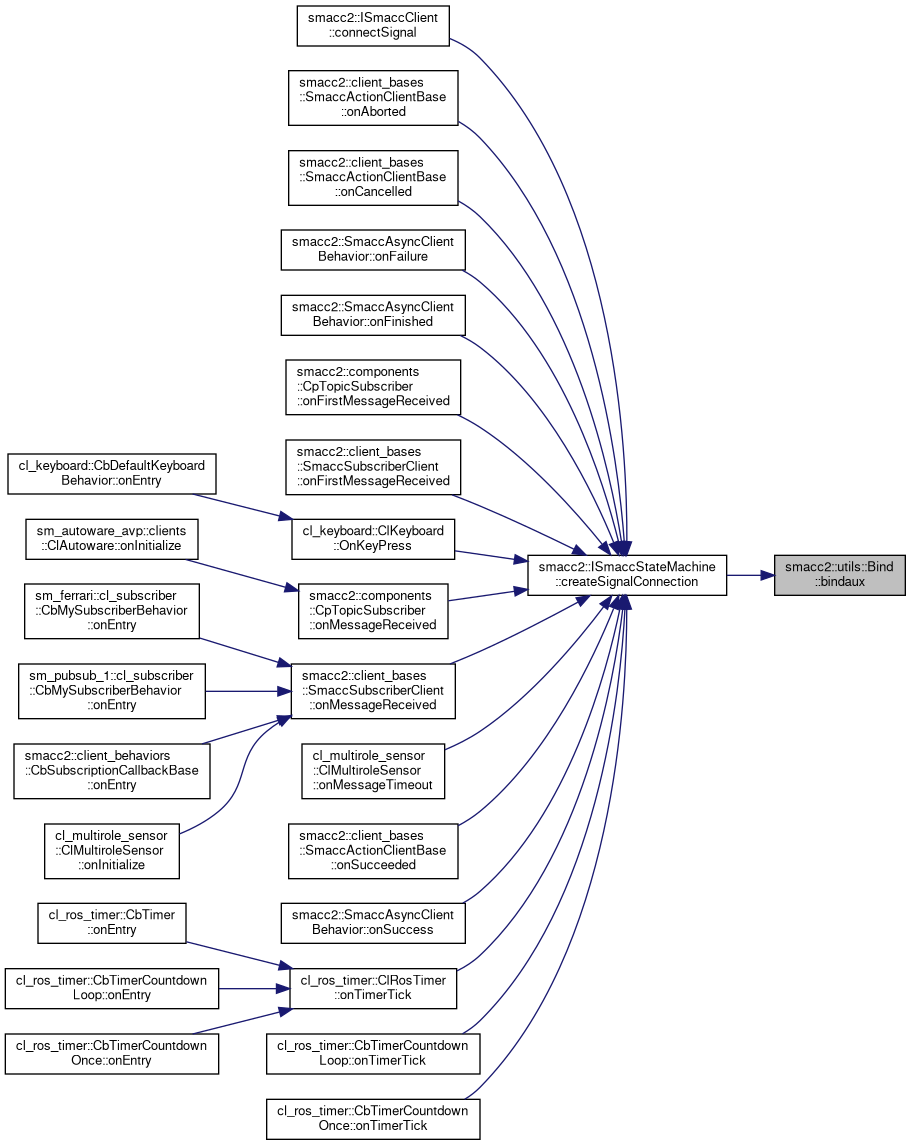 smacc2::ISmaccClient
::connectSignal
smacc2::client_bases
::SmaccActionClientBase
::onAborted
smacc2::client_bases
::SmaccActionClientBase
::onCancelled
smacc2::SmaccAsyncClient
Behavior::onFailure
smacc2::SmaccAsyncClient
Behavior::onFinished
smacc2::components
::CpTopicSubscriber
::onFirstMessageReceived
smacc2::client_bases
::SmaccSubscriberClient
::onFirstMessageReceived
cl_keyboard::CbDefaultKeyboard
Behavior::onEntry
cl_keyboard::ClKeyboard
::OnKeyPress
sm_autoware_avp::clients
::ClAutoware::onInitialize
smacc2::ISmaccStateMachine
::createSignalConnection
smacc2::utils::Bind
::bindaux
smacc2::components
::CpTopicSubscriber
::onMessageReceived
sm_ferrari::cl_subscriber
::CbMySubscriberBehavior
::onEntry
sm_pubsub_1::cl_subscriber
::CbMySubscriberBehavior
::onEntry
smacc2::client_bases
::SmaccSubscriberClient
::onMessageReceived
smacc2::client_behaviors
::CbSubscriptionCallbackBase
::onEntry
cl_multirole_sensor
::ClMultiroleSensor
::onMessageTimeout
cl_multirole_sensor
::ClMultiroleSensor
::onInitialize
smacc2::client_bases
::SmaccActionClientBase
::onSucceeded
smacc2::SmaccAsyncClient
Behavior::onSuccess
cl_ros_timer::CbTimer
::onEntry
cl_ros_timer::CbTimerCountdown
Loop::onEntry
cl_ros_timer::ClRosTimer
::onTimerTick
cl_ros_timer::CbTimerCountdown
Once::onEntry
cl_ros_timer::CbTimerCountdown
Loop::onTimerTick
cl_ros_timer::CbTimerCountdown
Once::onTimerTick